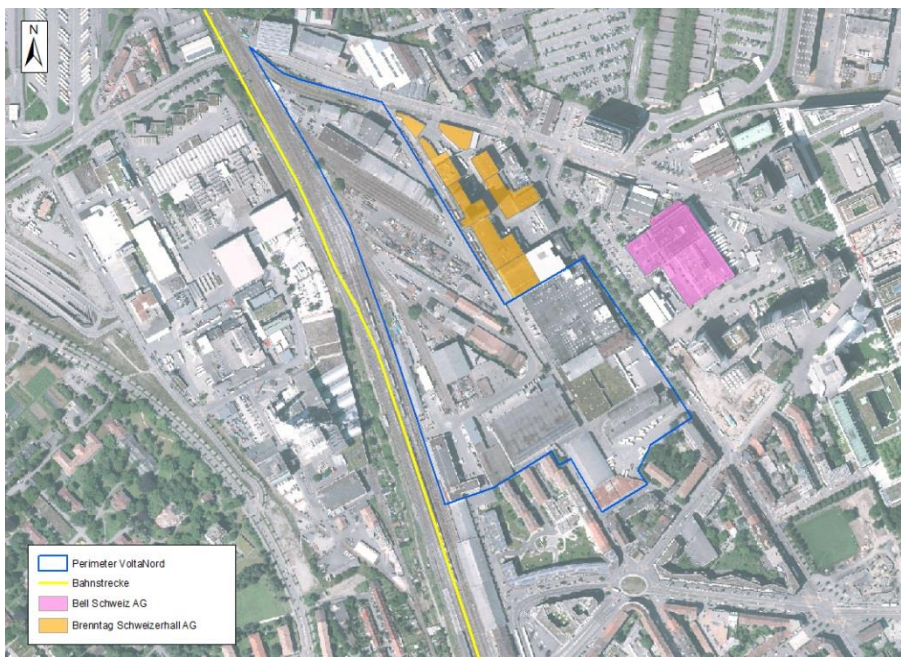 N
Perimeter VoltaNord
Bahnstrecke
Bell Schweiz AG
Brenntag Schweizerhall AG